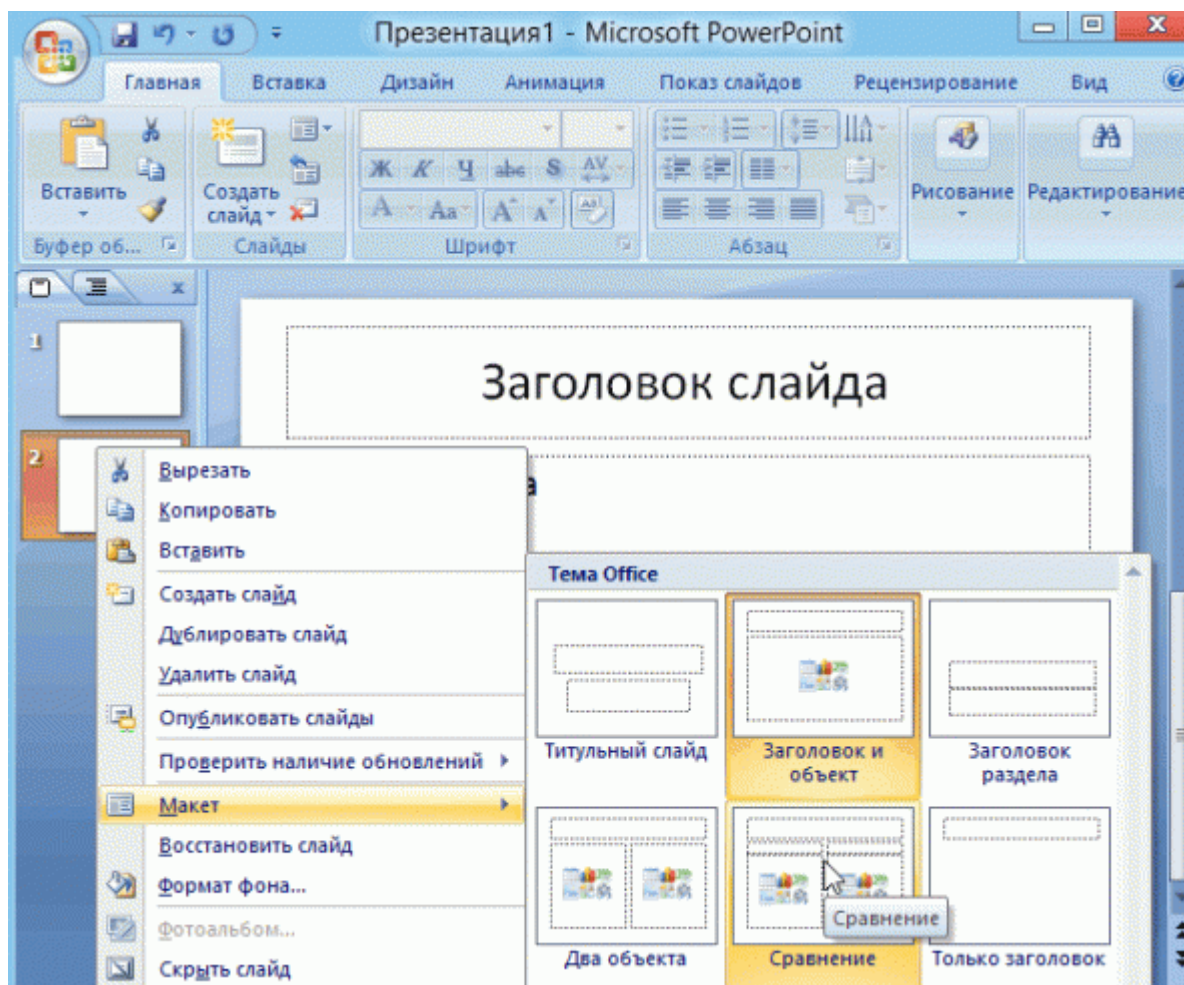 Презентация1 - Microsoft PowerPoint
Главная Вставка Дизайн Анимация Показ слайдов Рецензирование Вид
Вставить
Создать слайд
Ж К Ч abc S AV
A Aa A A
Рисование Редактирование
Буфер об... Слайды Шрифт Абзац
1
Заголовок слайда
2
а
Вырезать
Копировать
Вставить
Создать слайд
Дублировать слайд
Удалить слайд
Опубликовать слайды
Проверить наличие обновлений
Макет
Восстановить слайд
Формат фона...
Фотоальбом...
Скрыть слайд
Тема Office
Титульный слайд
Заголовок и объект
Заголовок раздела
Два объекта
Сравнение
Только заголовок
Сравнение